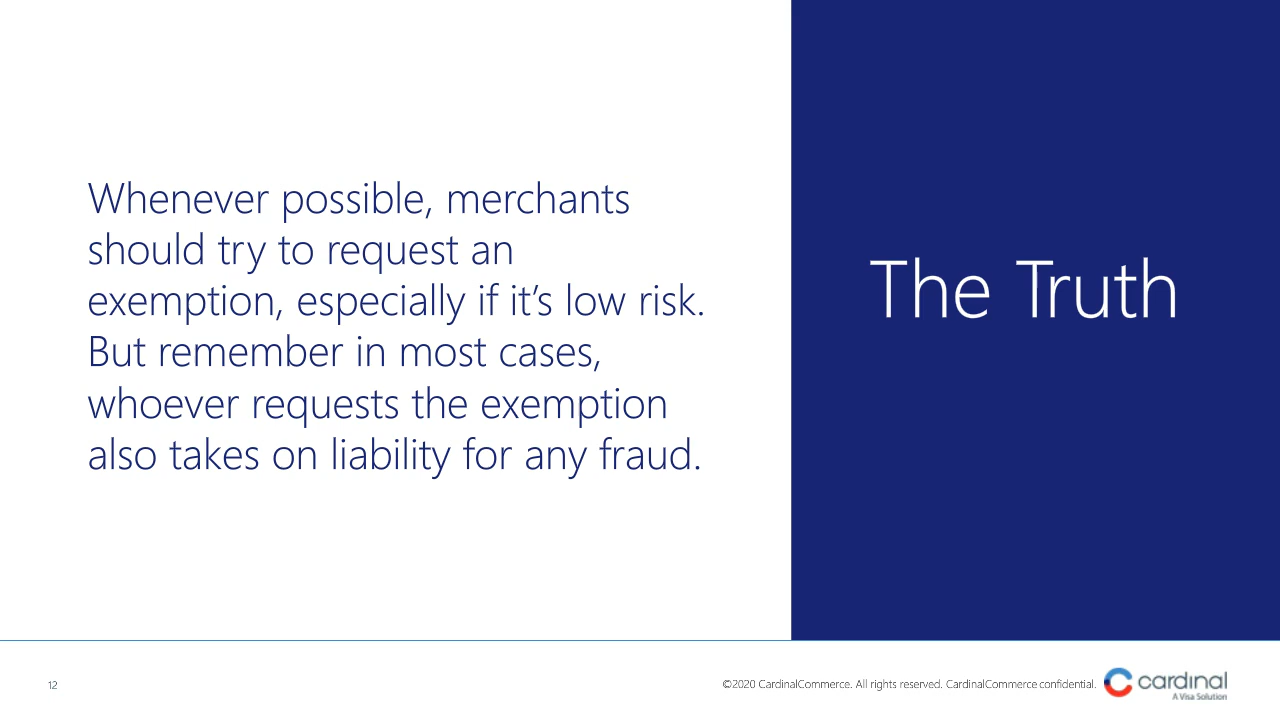 Whenever possible, merchants
should try to request an
exemption, especially if it’s low risk.
But remember in most cases,
whoever requests the exemption
also takes on liability for any fraud.
The Truth
12
©2020 CardinalCommerce. All rights reserved. CardinalCommerce confidential.
cardinal
A Visa Solution